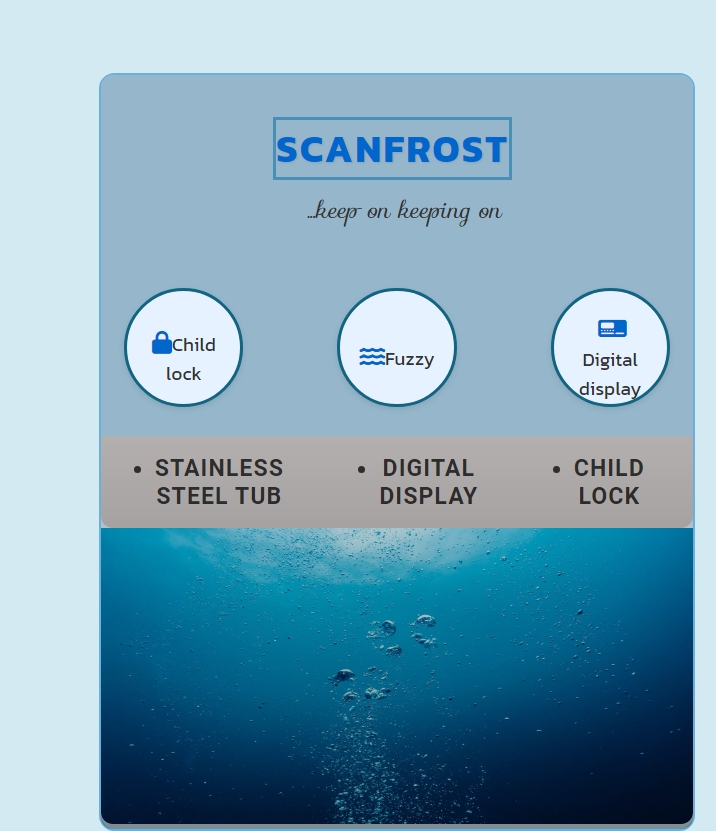 SCANFROST
...keep on keeping on
Child
lock
Fuzzy
Digital
display
• STAINLESS
STEEL TUB
• DIGITAL
DISPLAY
• CHILD
LOCK